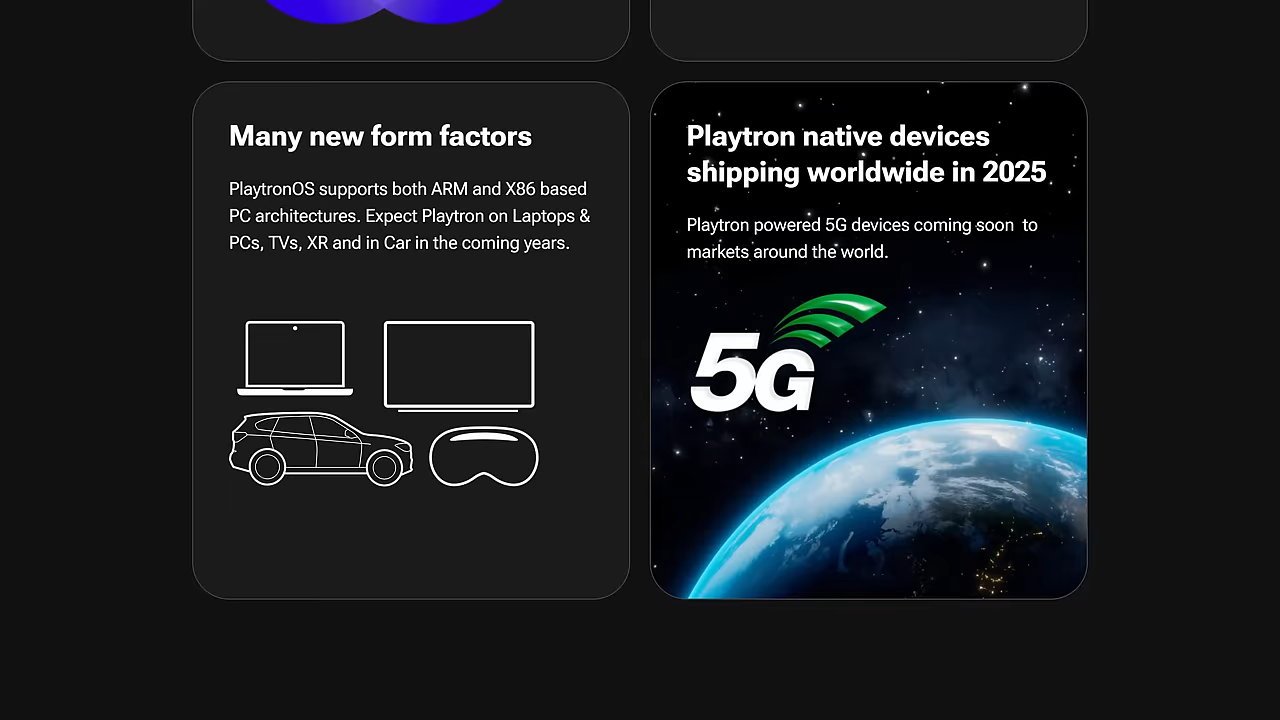 Many new form factors
PlaytronOS supports both ARM and X86 based
PC architectures. Expect Playtron on Laptops &
PCs, TVs, XR and in Car in the coming years.
Playtron native devices
shipping worldwide in 2025
Playtron powered 5G devices coming soon  to
markets around the world.
5G